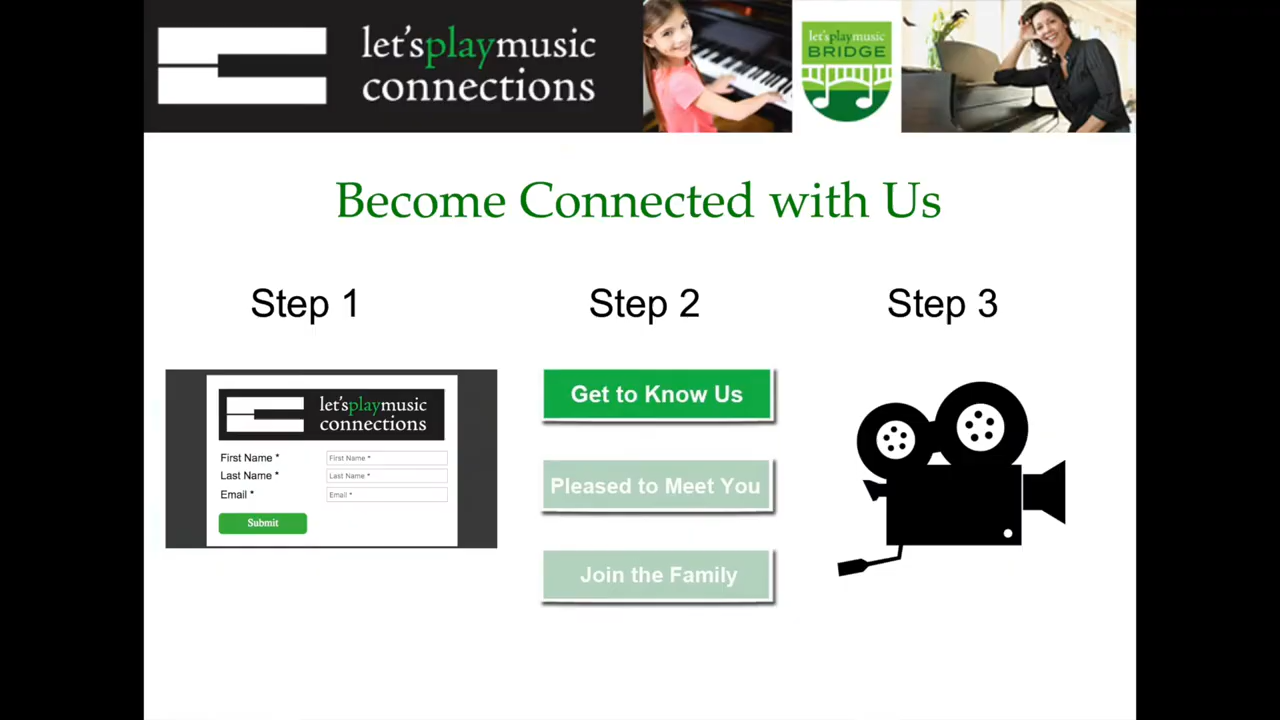 let'splaymusic
connections
let'splaymusic
BRIDGE
Become Connected with Us
Step 1
Step 2
Step 3
let'splaymusic
connections
First Name *
First Name *
Last Name *
Last Name *
Email *
Email *
Submit
Get to Know Us
Pleased to Meet You
Join the Family